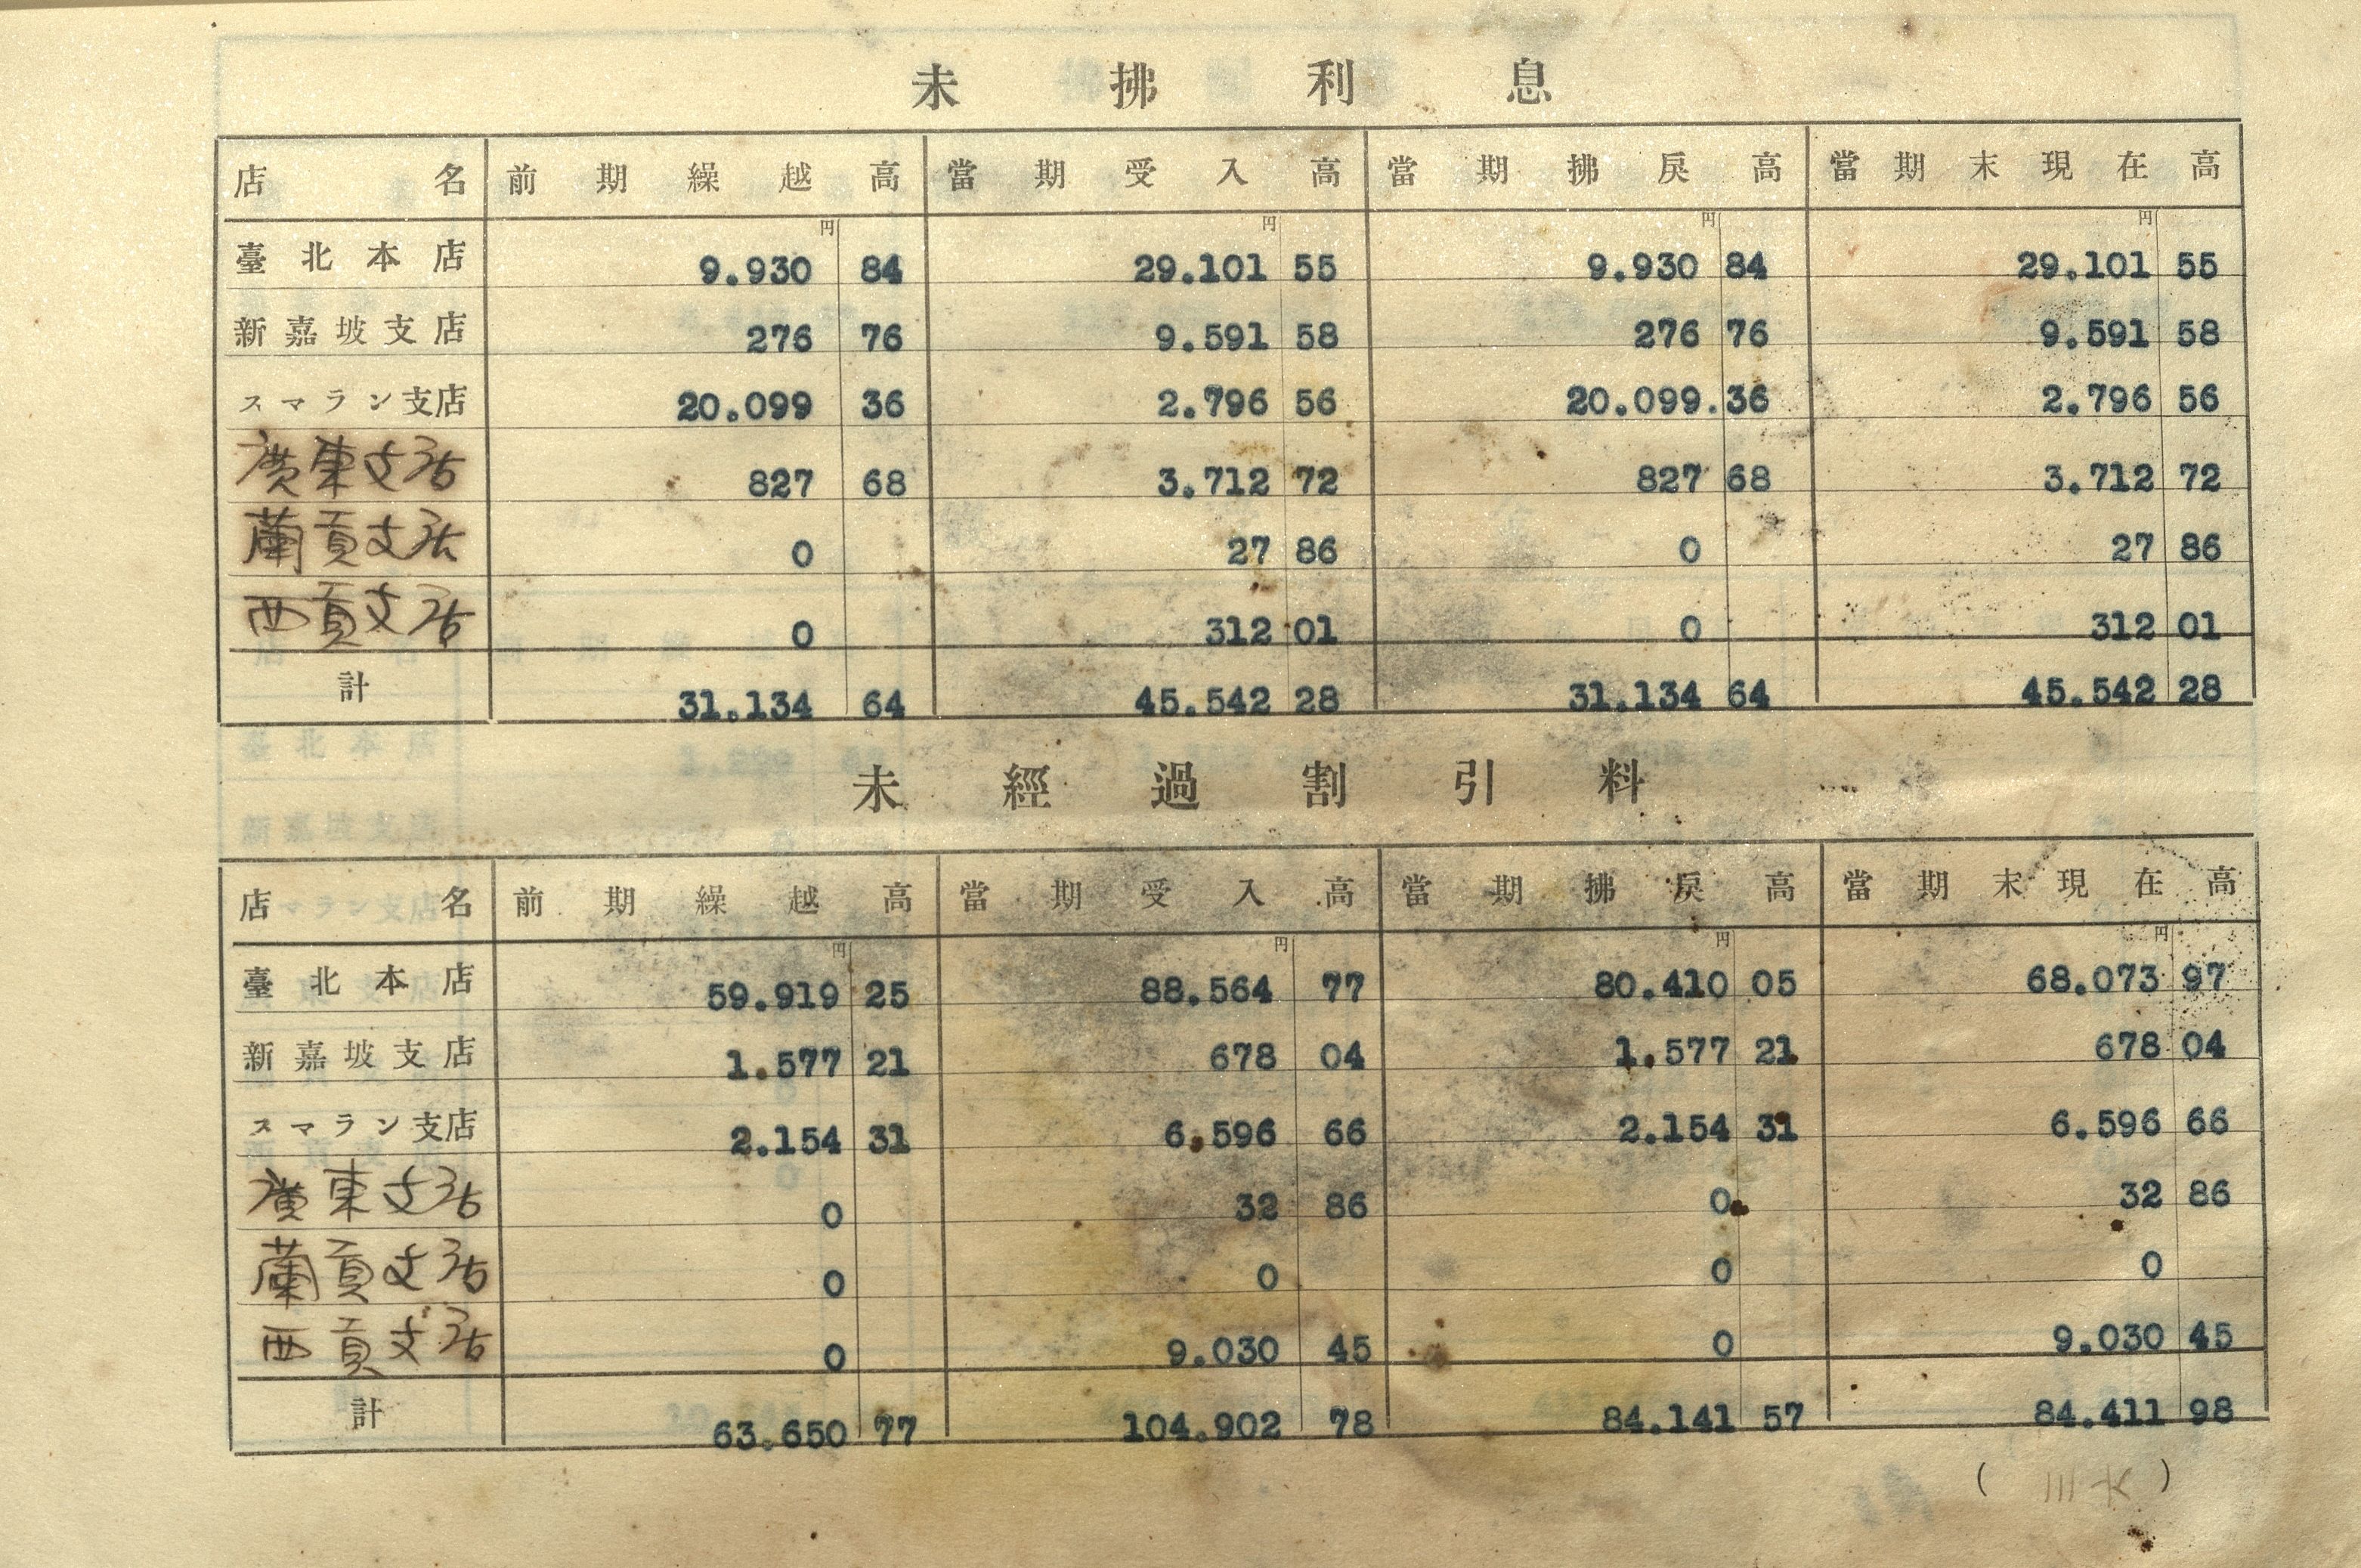 未拂利息
店名 前期繰越高 當期受入高 當期拂戾高 當期末現在高
円 円 円 円
臺北本店 9.930 84 29.101 55 9.930 84 29.101 55
新嘉坡支店 276 76 9.591 58 276 76 9.591 58
スマラン支店 20.099 36 2.796 56 20.099.36 2.796 56
廣東支店 827 68 3.712 72 827 68 3.712 72
蘭貢支店 0 27 86 0 27 86
西貢支店 0 312 01 0 312 01
計 31.134 64 45.542 28 31.134 64 45.542 28
未經過割引料
店名 前期繰越高 當期受入高 當期拂戾高 當期末現在高
円 円 円 円
臺北本店 59.919 25 88.564 77 80.410 05 68.073 97
新嘉坡支店 1.577 21 678 04 1.577 21 678 04
スマラン支店 2.154 31 6.596 66 2.154 31 6.596 66
廣東支店 0 32 86 0 32 86
蘭貢支店 0 0 0 0
西貢支店 0 9.030 45 0 9.030 45
計 63.650 77 104.902 78 84.141 57 84.411 98